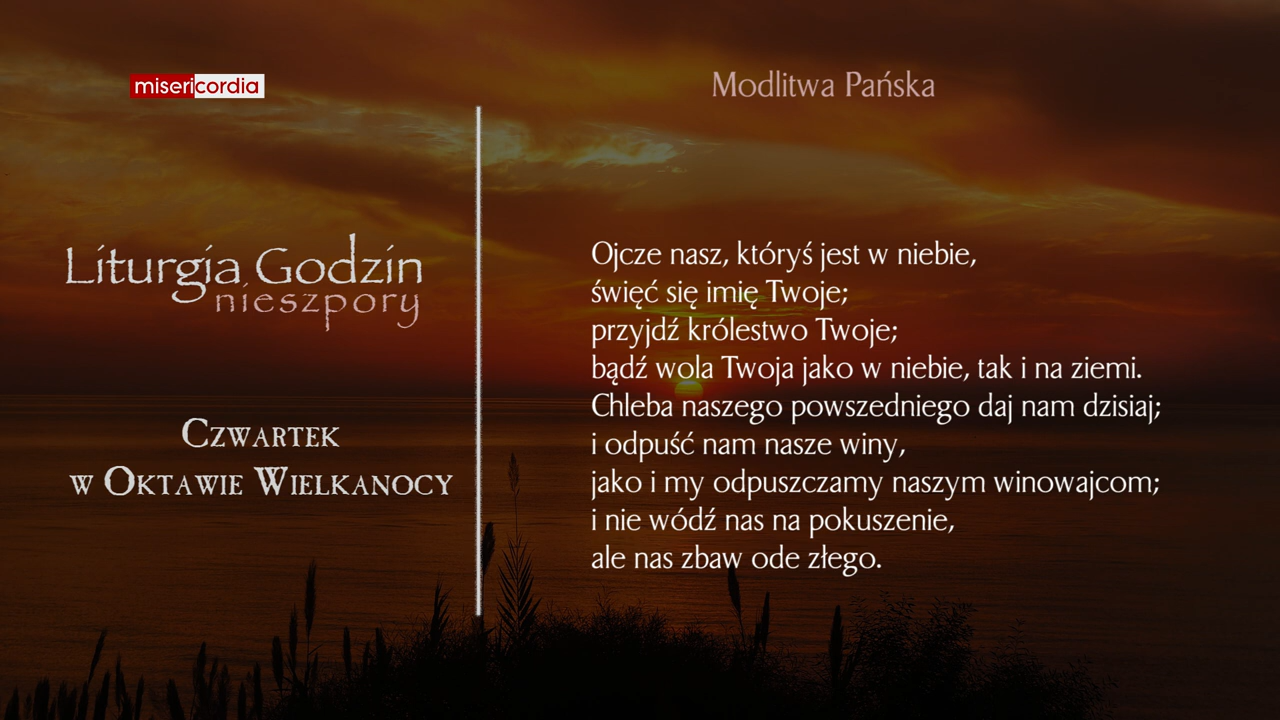 misericordia
Liturgia Godzin
nieszpory
Czwartek
w Oktawie Wielkanocy
Modlitwa Pańska
Ojcze nasz, któryś jest w niebie,
święć się imię Twoje;
przyjdź królestwo Twoje;
bądź wola Twoja jako w niebie, tak i na ziemi.
Chleba naszego powszedniego daj nam dzisiaj;
i odpuść nam nasze winy,
jako i my odpuszczamy naszym winowajcom;
i nie wódź nas na pokuszenie,
ale nas zbaw ode złego.